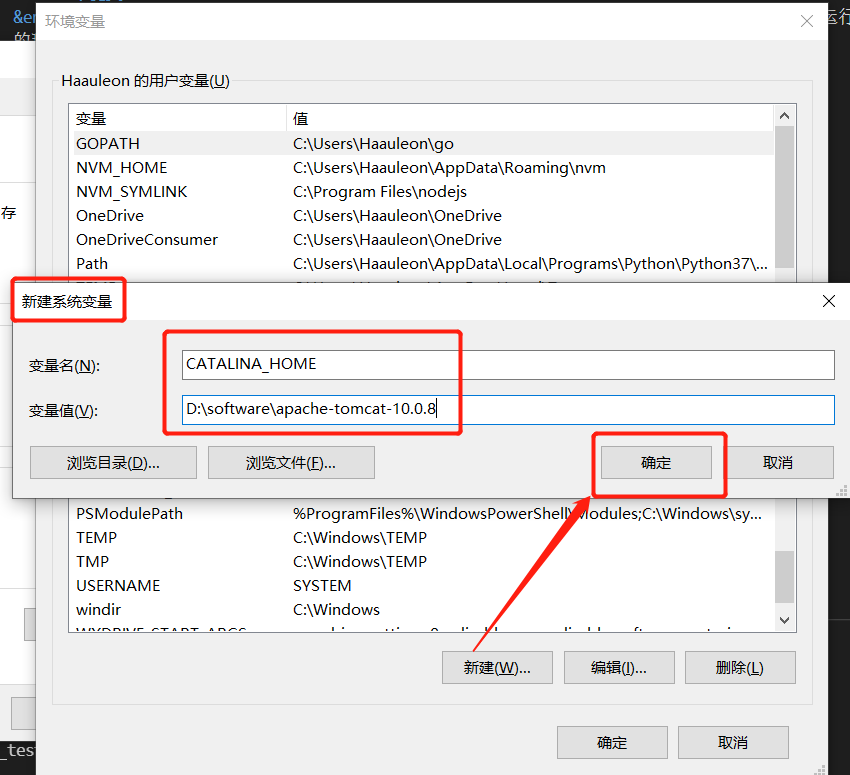 &e
环境变量
运行
的
Haauleon 的用户变量(U)
变量 值
GOPATH C:\Users\Haauleon\go
NVM_HOME C:\Users\Haauleon\AppData\Roaming\nvm
NVM_SYMLINK C:\Program Files\nodejs
存
OneDrive C:\Users\Haauleon\OneDrive
OneDriveConsumer C:\Users\Haauleon\OneDrive
Path C:\Users\Haauleon\AppData\Local\Programs\Python\Python37\...
新建系统变量
变量名(N): CATALINA_HOME
变量值(V): D:\software\apache-tomcat-10.0.8
浏览目录(D)... 浏览文件(F)... 确定 取消
PSModulePath %ProgramFiles%\WindowsPowerShell\Modules;C:\Windows\sy...
TEMP C:\Windows\TEMP
TMP C:\Windows\TEMP
USERNAME SYSTEM
windir C:\Windows
新建(W)... 编辑(I)... 删除(L)
确定 取消
_test